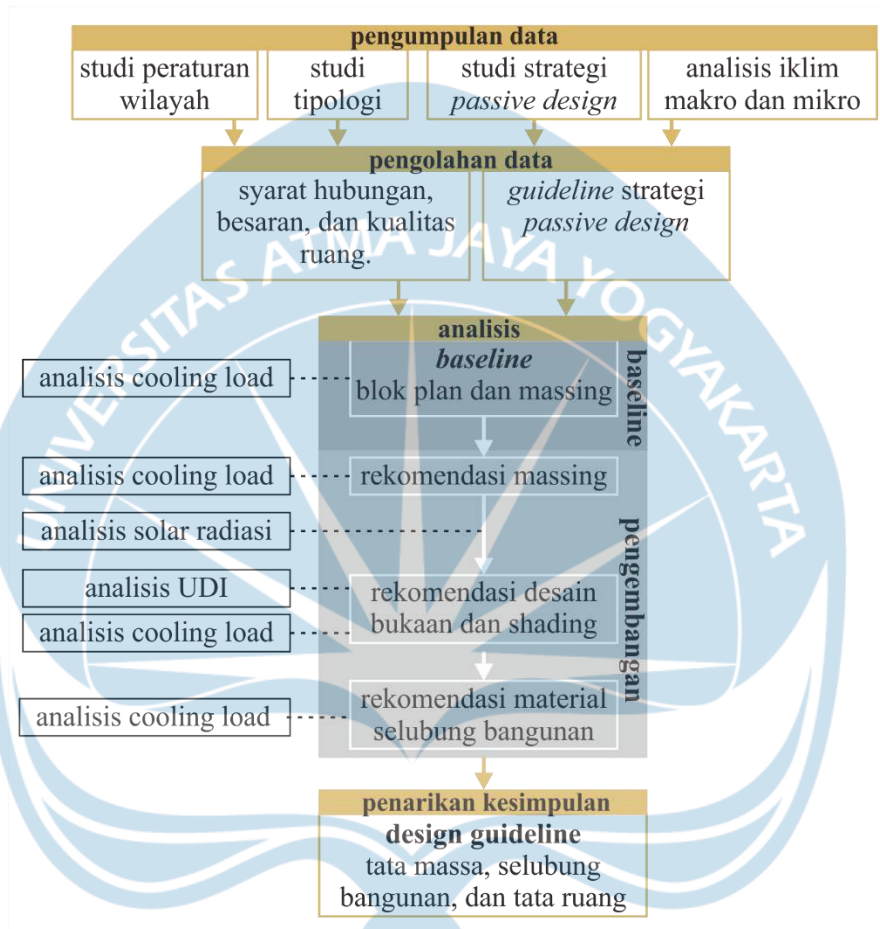 pengumpulan data
studi peraturan
wilayah
studi
tipologi
studi strategi
passive design
analisis iklim
makro dan mikro
pengolahan data
syarat hubungan,
besaran, dan kualitas
ruang.
guideline strategi
passive design
analisis
baseline
blok plan dan massing
baseline
analisis cooling load
analisis cooling load
rekomendasi massing
analisis solar radiasi
pengembangan
analisis UDI
analisis cooling load
rekomendasi desain
bukaan dan shading
analisis cooling load
rekomendasi material
selubung bangunan
penarikan kesimpulan
design guideline
tata massa, selubung
bangunan, dan tata ruang
UNIVERSITAS ATMA JAYA YOGYAKARTA